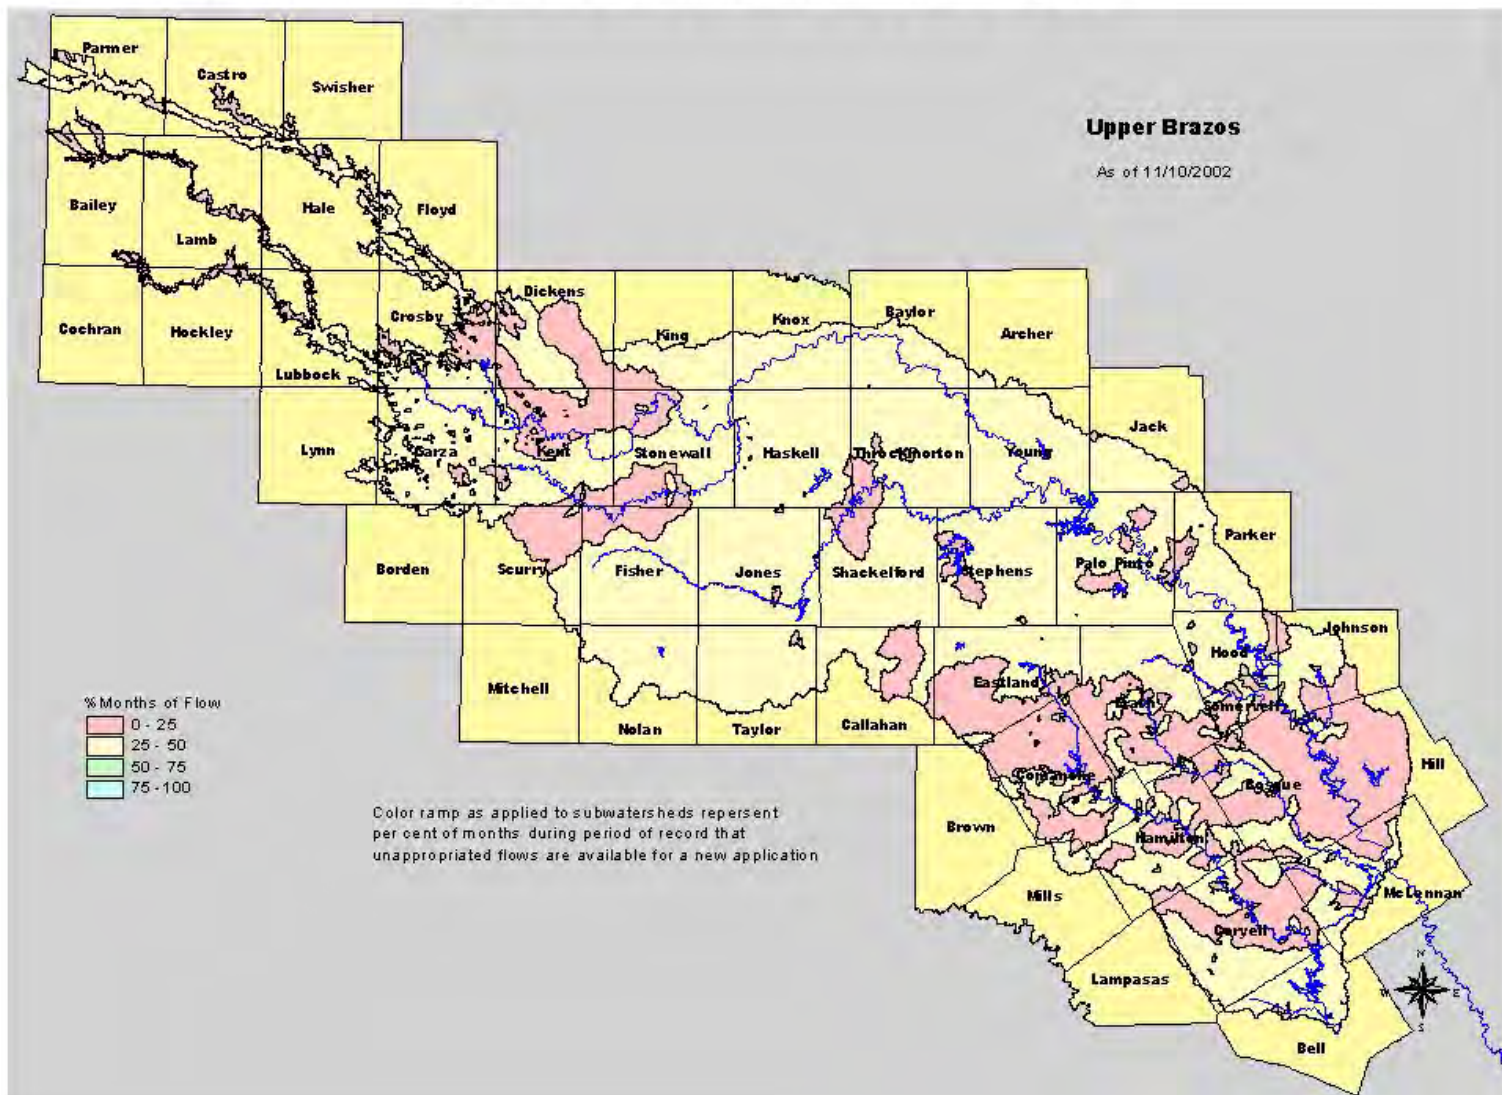 Parmer
Castro
Swisher
Upper Brazos
As of 11/10/2002
Bailey
Lamb
Hale
Floyd
Cochran
Hockley
Lubbock
Crosby
Dickens
King
Knox
Baylor
Archer
Lynn
Garza
Kent
Stonewall
Haskell
Throckmorton
Young
Jack
Borden
Scurry
Fisher
Jones
Shackelford
Stephens
Palo Pinto
Parker
Mitchell
Nolan
Taylor
Callahan
Eastland
Erath
Hood
Somervell
Johnson
% Months of Flow
0 - 25
25 - 50
50 - 75
75 - 100
Color ramp as applied to subwatersheds repersent
per cent of months during period of record that
unappropriated flows are available for a new application
Comanche
Bosque
Hill
Brown
Hamilton
Mills
McLennan
Coryell
Lampasas
Bell
N
W
E
S